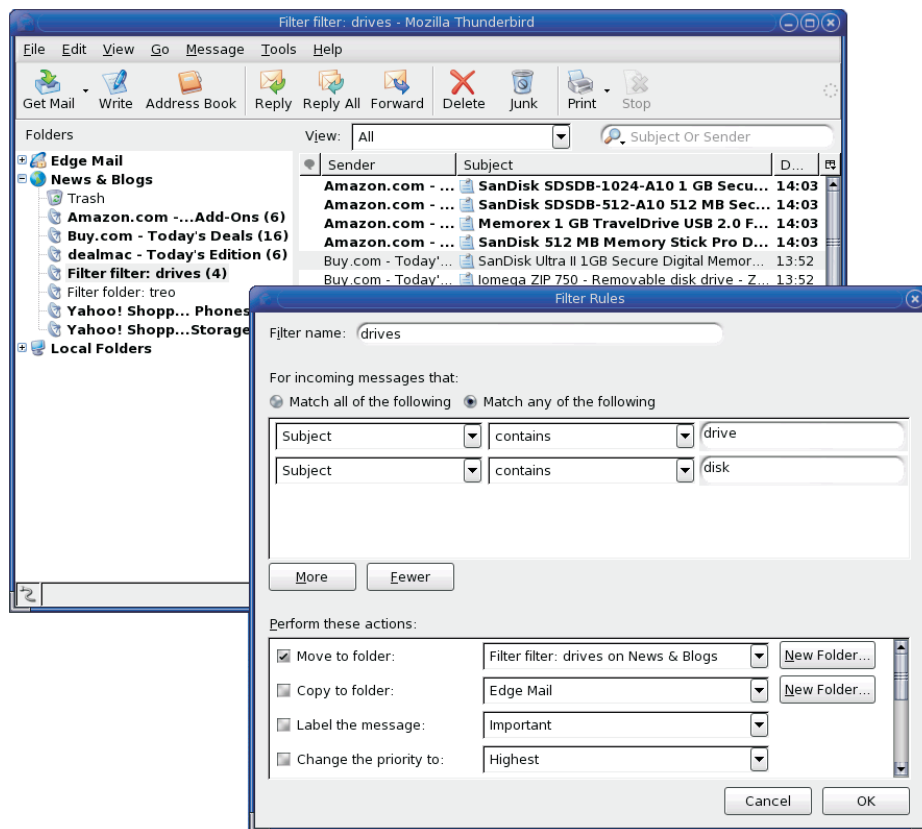 Filter filter: drives - Mozilla Thunderbird
File Edit View Go Message Tools Help
Get Mail Write Address Book Reply Reply All Forward Delete Junk Print Stop
Folders
View: All
Subject Or Sender
Edge Mail
News & Blogs
Trash
Amazon.com -...Add-Ons (6)
Buy.com - Today's Deals (16)
dealmac - Today's Edition (6)
Filter filter: drives (4)
Filter folder: treo
Yahoo! Shopp... Phones
Yahoo! Shopp...Storage
Local Folders
Sender Subject D...
Amazon.com - ... SanDisk SDSDB-1024-A10 1 GB Secu... 14:03
Amazon.com - ... SanDisk SDSDB-512-A10 512 MB Sec... 14:03
Amazon.com - ... Memorex 1 GB TravelDrive USB 2.0 F... 14:03
Amazon.com - ... SanDisk 512 MB Memory Stick Pro D... 14:03
Buy.com - Today'... SanDisk Ultra II 1GB Secure Digital Memor... 13:52
Buy.com - Today'... Iomega ZIP 750 - Removable disk drive - Z... 13:52
Filter Rules
Filter name: drives
For incoming messages that:
Match all of the following Match any of the following
Subject contains drive
Subject contains disk
More Fewer
Perform these actions:
Move to folder: Filter filter: drives on News & Blogs New Folder...
Copy to folder: Edge Mail New Folder...
Label the message: Important
Change the priority to: Highest
Cancel OK